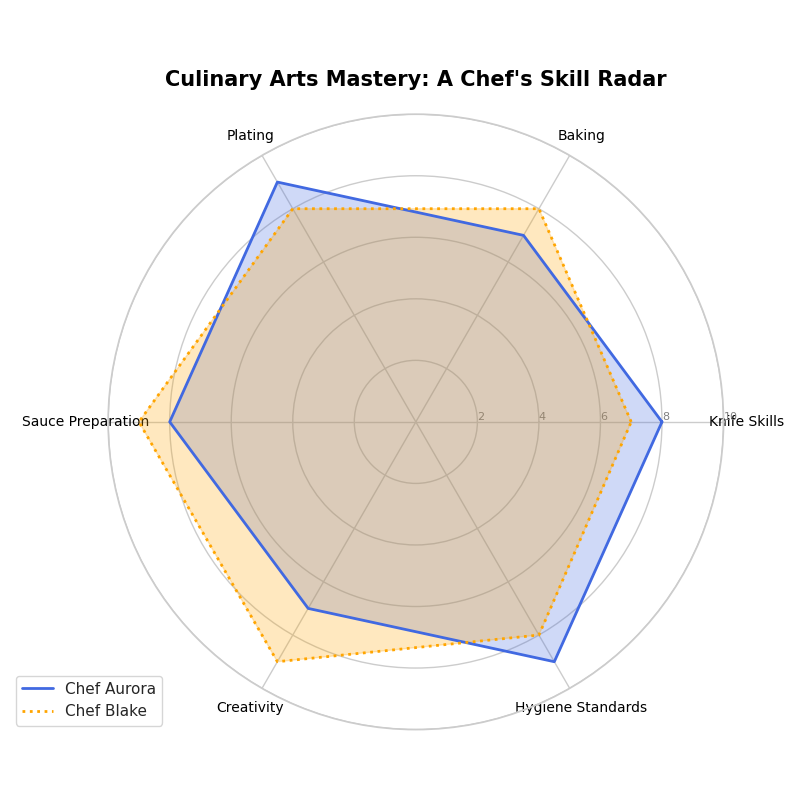 Culinary Arts Mastery: A Chef's Skill Radar
Plating
Baking
Sauce Preparation
2
4
6
8
10
Knife Skills
Creativity
Hygiene Standards
Chef Aurora
Chef Blake